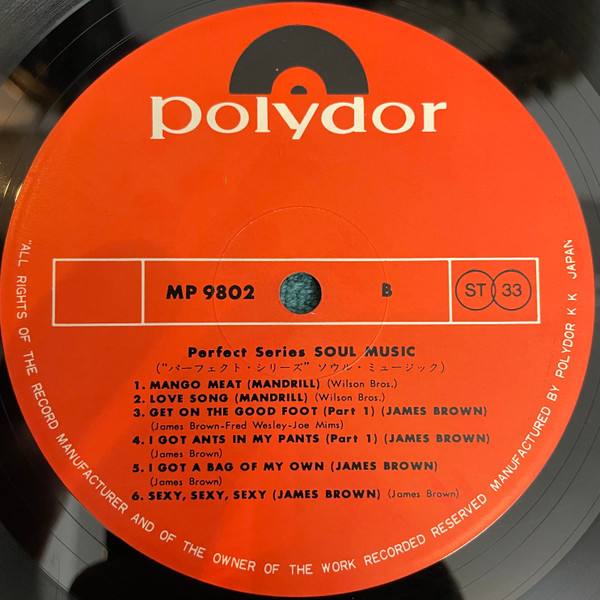 polydor
MP 9802 B ST 33
Perfect Series SOUL MUSIC
("パーフェクト・シリーズ" ソウル・ミュージック)
1. MANGO MEAT (MANDRILL) (Wilson Bros.)
2. LOVE SONG (MANDRILL) (Wilson Bros.)
3. GET ON THE GOOD FOOT (Part 1) (JAMES BROWN)
(James Brown-Fred Wesley-Joe Mims)
4. I GOT ANTS IN MY PANTS (Part 1) (JAMES BROWN)
(James Brown)
5. I GOT A BAG OF MY OWN (JAMES BROWN)
(James Brown)
6. SEXY, SEXY, SEXY (JAMES BROWN) (James Brown)
"ALL RIGHTS OF THE RECORD MANUFACTURER AND OF THE OWNER OF THE WORK RECORDED RESERVED MANUFACTURED BY POLYDOR K K JAPAN